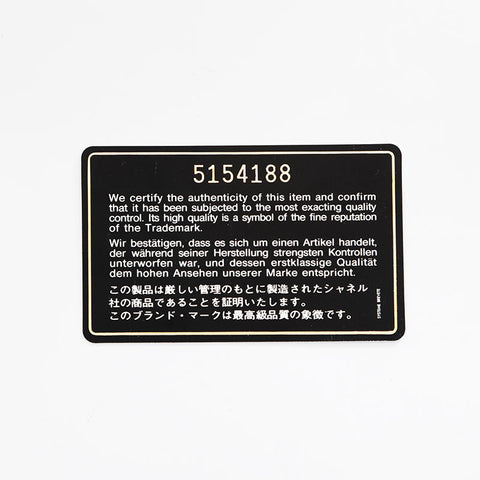 5154188
We certify the authenticity of this item and confirm
that it has been subjected to the most exacting quality
control. Its high quality is a symbol of the fine reputation
of the Trademark.
Wir bestätigen, dass es sich um einen Artikel handelt,
der während seiner Herstellung strengsten Kontrollen
unterworfen war, und dessen erstklassige Qualität
dem hohen Ansehen unserer Marke entspricht.
この製品は厳しい管理のもとに製造されたシャネル
社の商品であることを証明いたします。
このブランド・マークは最高級品質の象徴です。